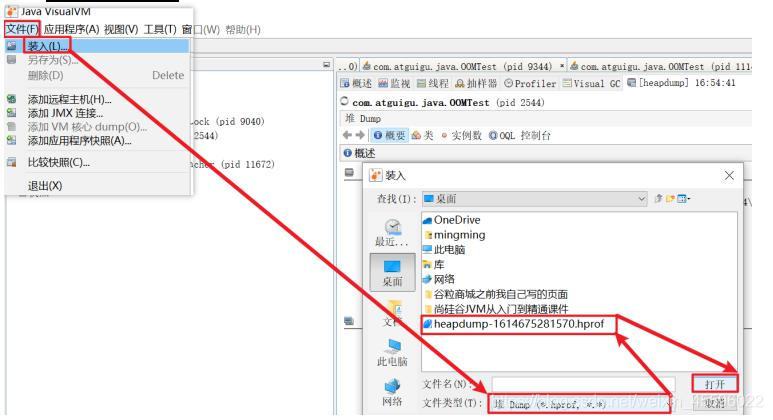 Java VisualVM
文件(F) 应用程序(A) 视图(V) 工具(T) 窗口(W) 帮助(H)
装入(L)...
另存为(S)...
删除(D) Delete
添加远程主机(H)...
添加 JMX 连接...
添加 VM 核心 dump(O)...
添加应用程序快照(A)...
比较快照(C)...
退出(X)
Lock (pid 9040)
2544)
ncher (pid 11672)
..0) com.atguigu.java.OOMTest (pid 9344) × com.atguigu.java.OOMTest (pid 1114
概述 监视 线程 抽样器 Profiler Visual GC [heapdump] 16:54:41
com.atguigu.java.OOMTest (pid 2544)
堆 Dump
概要 类 实例数 OQL 控制台
概述
装入
查找(I): 桌面
最近...
桌面
文档
此电脑
网络
OneDrive
mingming
此电脑
库
网络
谷粒商城之前我自己写的页面
尚硅谷JVM从入门到精通课件
heapdump-1614675281570.hprof
文件名(N): 打开
文件类型(T): 堆 Dump (*.hprof, *.*) 取消